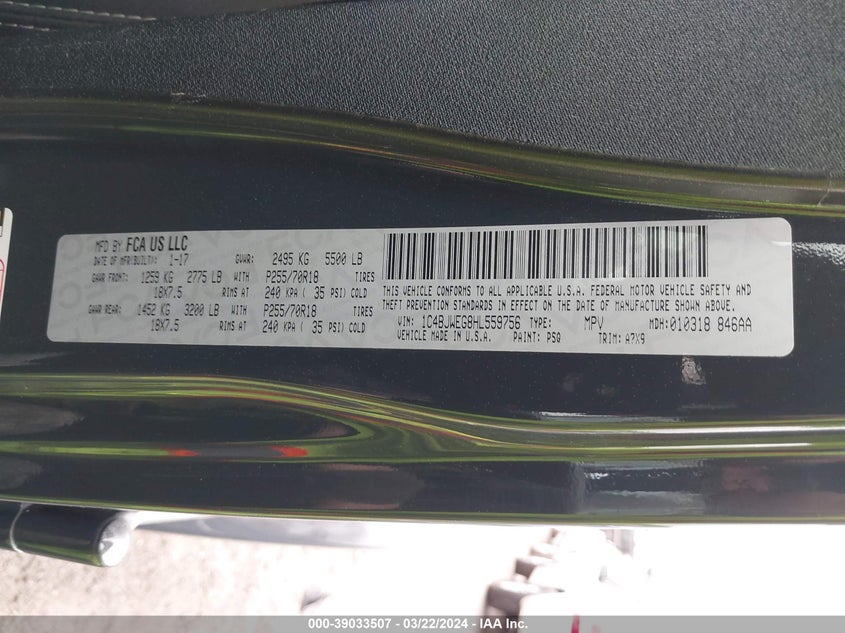 MFD BY FCA US LLC
DATE OF MFR(BUILT): 1-17 GVWR: 2495 KG 5500 LB
GAWR FRONT: 1259 KG 2775 LB WITH P255/70R18 TIRES
18X7.5 RIMS AT 240 KPA ( 35 PSI) COLD
GAWR REAR: 1452 KG 3200 LB WITH P255/70R18 TIRES
18X7.5 RIMS AT 240 KPA ( 35 PSI) COLD
THIS VEHICLE CONFORMS TO ALL APPLICABLE U.S.A. FEDERAL MOTOR VEHICLE SAFETY AND
THEFT PREVENTION STANDARDS IN EFFECT ON THE DATE OF MANUFACTURE SHOWN ABOVE.
VIN: 1C4BJWEG8HL559756 TYPE: MPV MDH: 010318 846AA
VEHICLE MADE IN U.S.A. PAINT: PSQ TRIM: A7X9
000-39033507 - 03/22/2024 - IAA Inc.